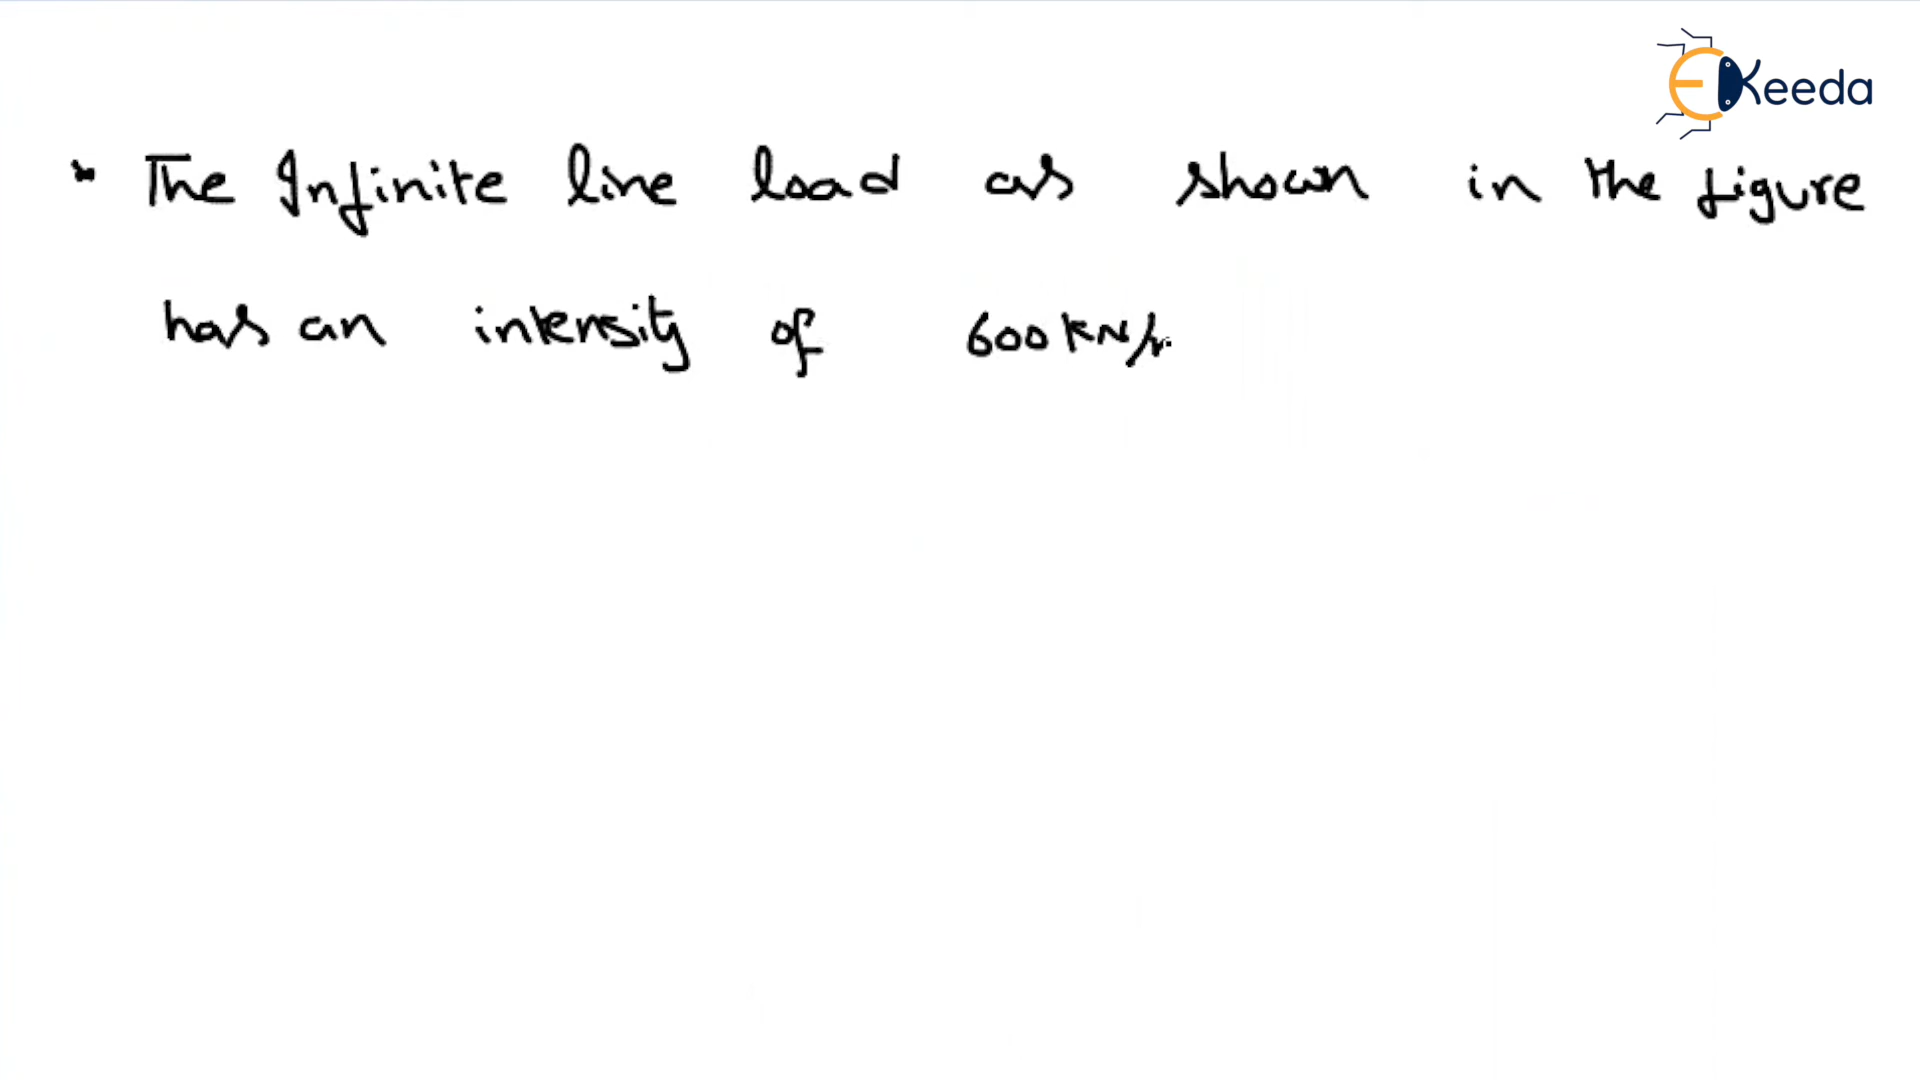 EKeeda
* The Infinite line load as shown in the figure
has an intensity of 600 KN/